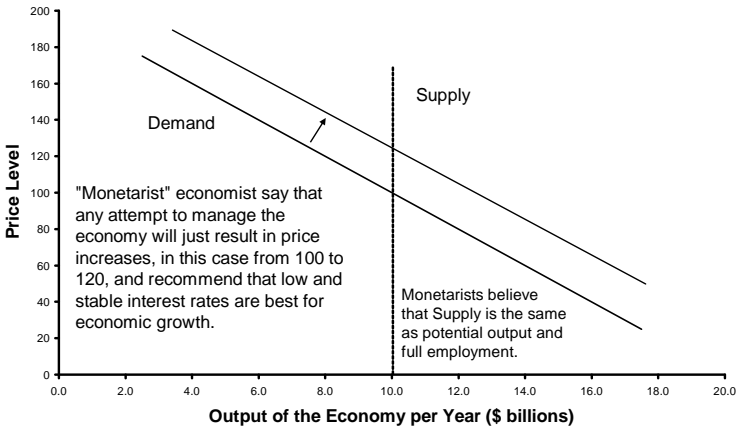 200
180
160
140
120
100
80
60
40
20
0
Price Level
Demand
Supply
"Monetarist" economist say that
any attempt to manage the
economy will just result in price
increases, in this case from 100 to
120, and recommend that low and
stable interest rates are best for
economic growth.
Monetarists believe
that Supply is the same
as potential output and
full employment.
0.0 2.0 4.0 6.0 8.0 10.0 12.0 14.0 16.0 18.0 20.0
Output of the Economy per Year ($ billions)